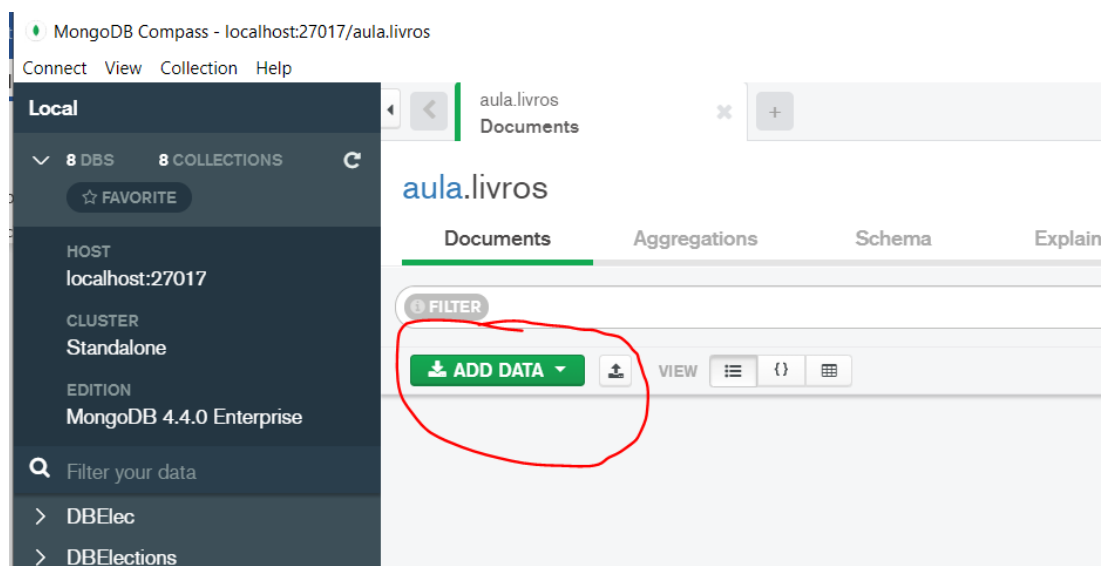 MongoDB Compass - localhost:27017/aula.livros
Connect View Collection Help
Local
8 DBS 8 COLLECTIONS
FAVORITE
HOST
localhost:27017
CLUSTER
Standalone
EDITION
MongoDB 4.4.0 Enterprise
Filter your data
DBElec
DBElections
aula.livros
Documents
aula.livros
Documents Aggregations Schema Explain
FILTER
ADD DATA VIEW {}